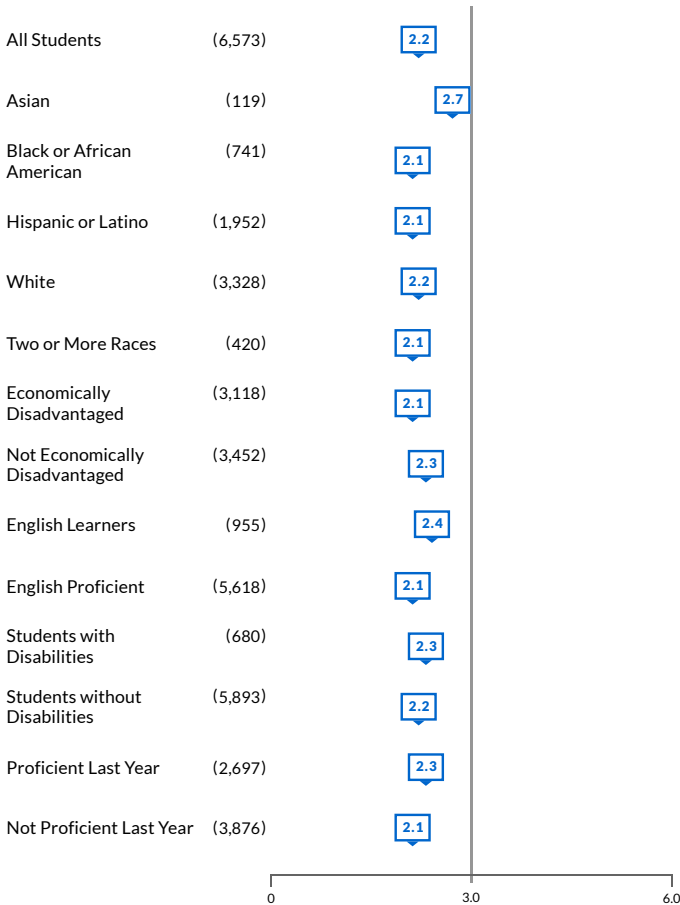 All Students (6,573) 2.2
Asian (119) 2.7
Black or African (741) 2.1
American
Hispanic or Latino (1,952) 2.1
White (3,328) 2.2
Two or More Races (420) 2.1
Economically (3,118) 2.1
Disadvantaged
Not Economically (3,452) 2.3
Disadvantaged
English Learners (955) 2.4
English Proficient (5,618) 2.1
Students with (680) 2.3
Disabilities
Students without (5,893) 2.2
Disabilities
Proficient Last Year (2,697) 2.3
Not Proficient Last Year (3,876) 2.1
0 3.0 6.0